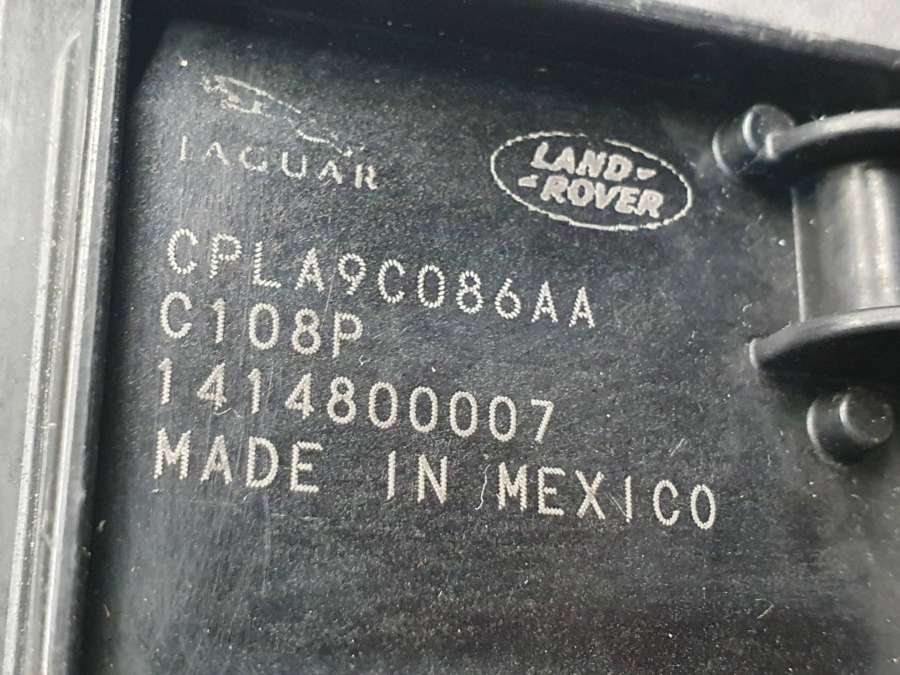 JAGUAR
LAND
ROVER
CPLA9C086AA
C108P
1414800007
MADE IN MEXICO